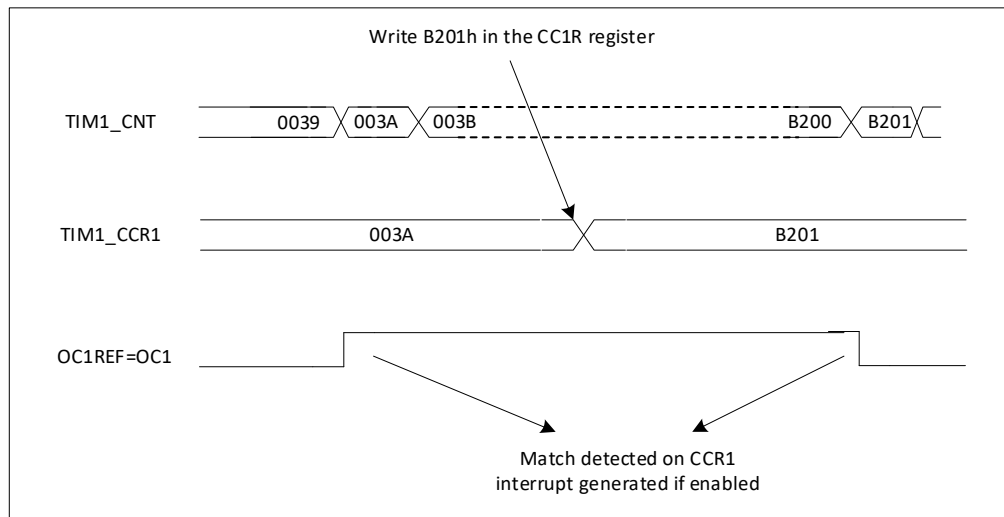 Write B201h in the CC1R register
TIM1_CNT
0039
003A
003B
B200
B201
TIM1_CCR1
003A
B201
OC1REF=OC1
Match detected on CCR1
interrupt generated if enabled